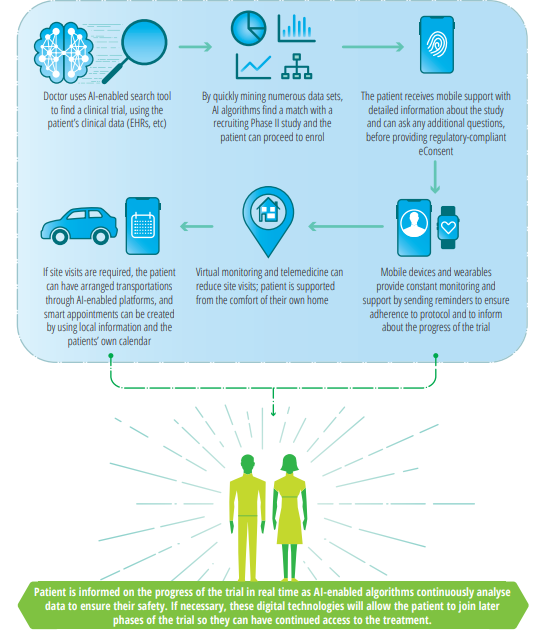 Doctor uses AI-enabled search tool
to find a clinical trial, using the
patient's clinical data (EHRs, etc)
By quickly mining numerous data sets,
AI algorithms find a match with a
recruiting Phase II study and the
patient can proceed to enrol
The patient receives mobile support with
detailed information about the study
and can ask any additional questions,
before providing regulatory-compliant
eConsent
Mobile devices and wearables
provide constant monitoring and
support by sending reminders to ensure
adherence to protocol and to inform
about the progress of the trial
Virtual monitoring and telemedicine can
reduce site visits; patient is supported
from the comfort of their own home
If site visits are required, the patient
can have arranged transportations
through AI-enabled platforms, and
smart appointments can be created
by using local information and the
patients' own calendar
Patient is informed on the progress of the trial in real time as AI-enabled algorithms continuously analyse
data to ensure their safety. If necessary, these digital technologies will allow the patient to join later
phases of the trial so they can have continued access to the treatment.